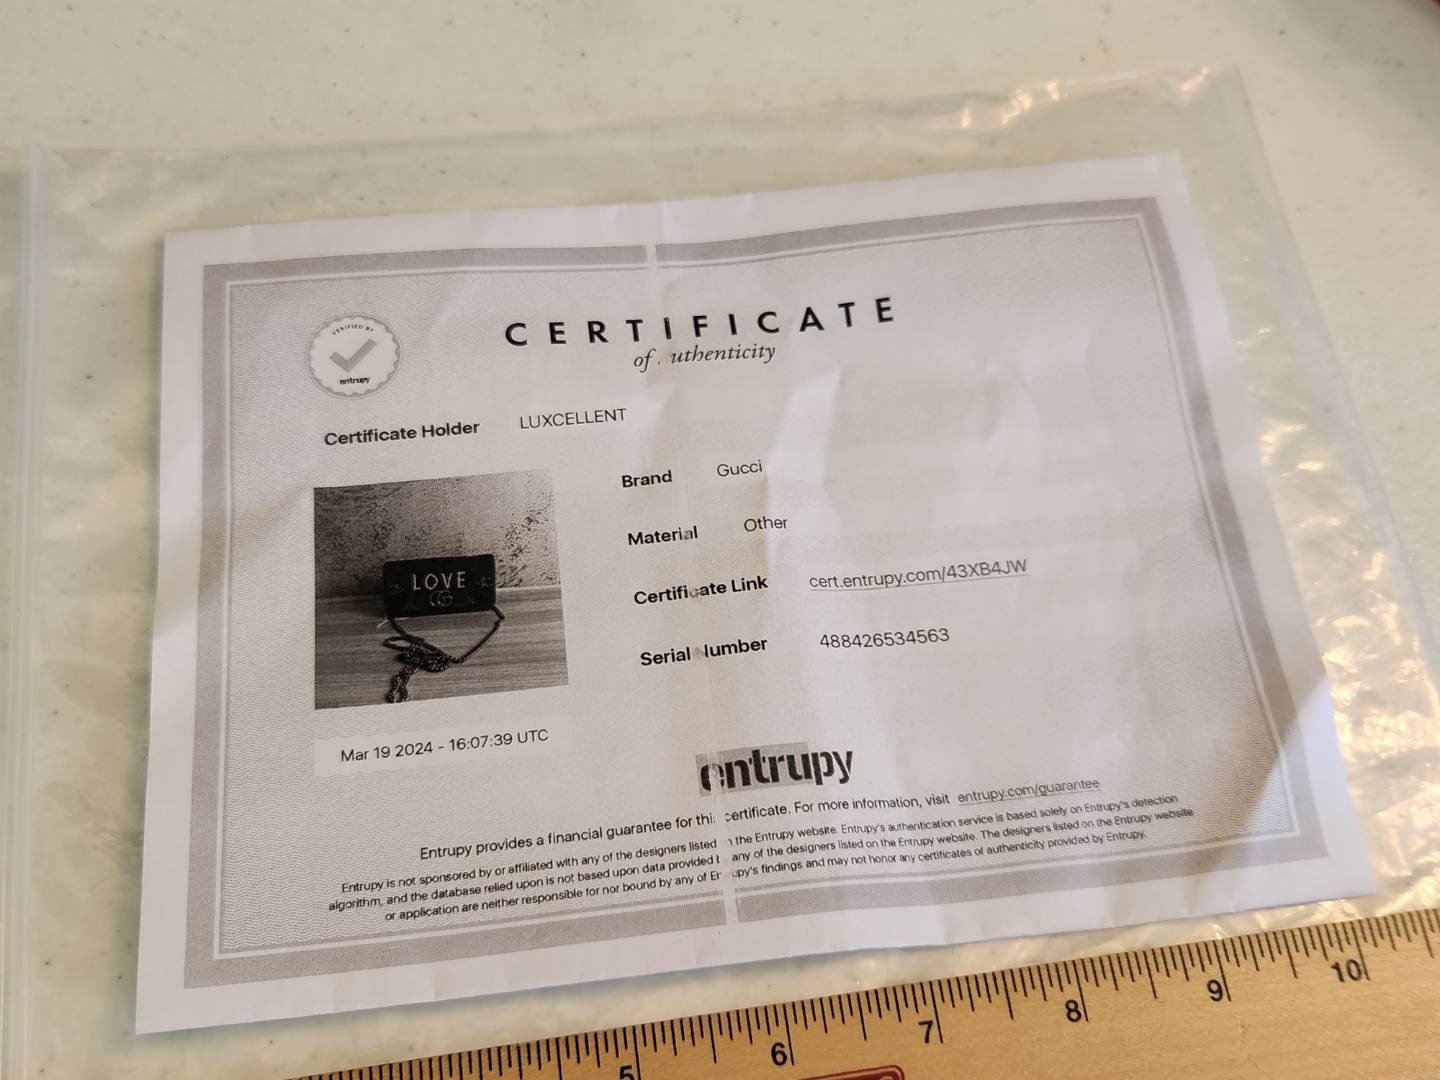 CERTIFICATE
of uthenticity
VERIFIED BY
entrupy
Certificate Holder LUXCELLENT
LOVE
GG
Brand Gucci
Material Other
Certificate Link cert.entrupy.com/43XB4JW
Serial Number 488426534563
Mar 19 2024 - 16:07:39 UTC
entrupy
Entrupy provides a financial guarantee for this certificate. For more information, visit entrupy.com/guarantee
Entrupy is not sponsored by or affiliated with any of the designers listed the Entrupy website. Entrupy's authentication service is based solely on Entrupy's detection
algorithm, and the database relied upon is not based upon data provided any of the designers listed on the Entrupy website. The designers listed on the Entrupy website
or application are neither responsible for nor bound by any of Entrupy's findings and may not honor any certificates of authenticity provided by Entrupy.
5 6 7 8 9 10